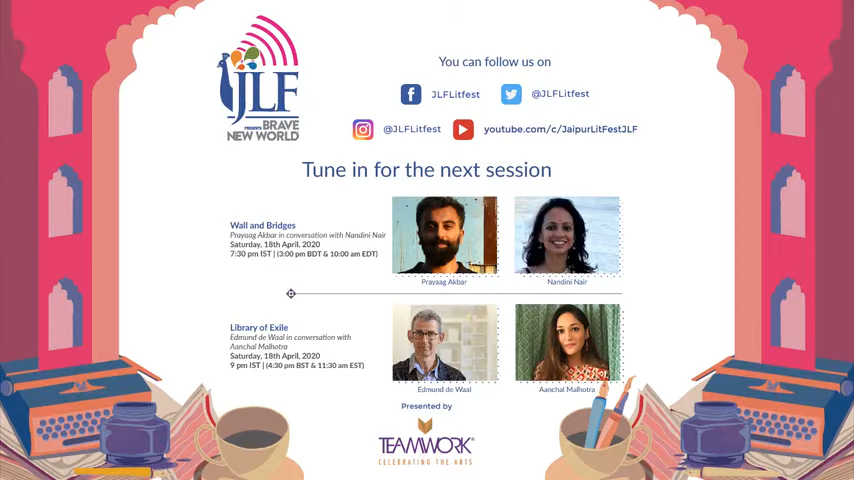 JLF
PRESENTS BRAVE
NEW WORLD
You can follow us on
JLFLitfest
@JLFLitfest
@JLFLitfest
youtube.com/c/JaipurLitFestJLF
Tune in for the next session
Wall and Bridges
Prayaag Akbar in conversation with Nandini Nair
Saturday, 18th April, 2020
7:30 pm IST | (3:00 pm BDT & 10:00 am EDT)
Prayaag Akbar
Nandini Nair
Library of Exile
Edmund de Waal in conversation with
Aanchal Malhotra
Saturday, 18th April, 2020
9 pm IST | (4:30 pm BST & 11:30 am EST)
Edmund de Waal
Aanchal Malhotra
Presented by
TEAMWORK®
CELEBRATING THE ARTS